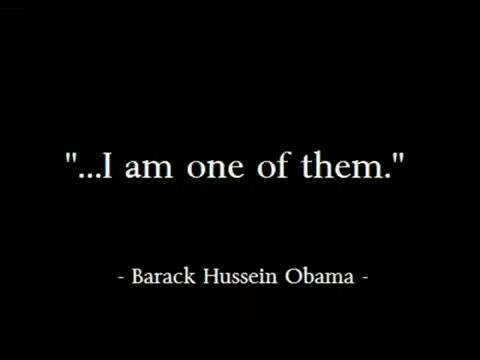 "...I am one of them."
- Barack Hussein Obama -